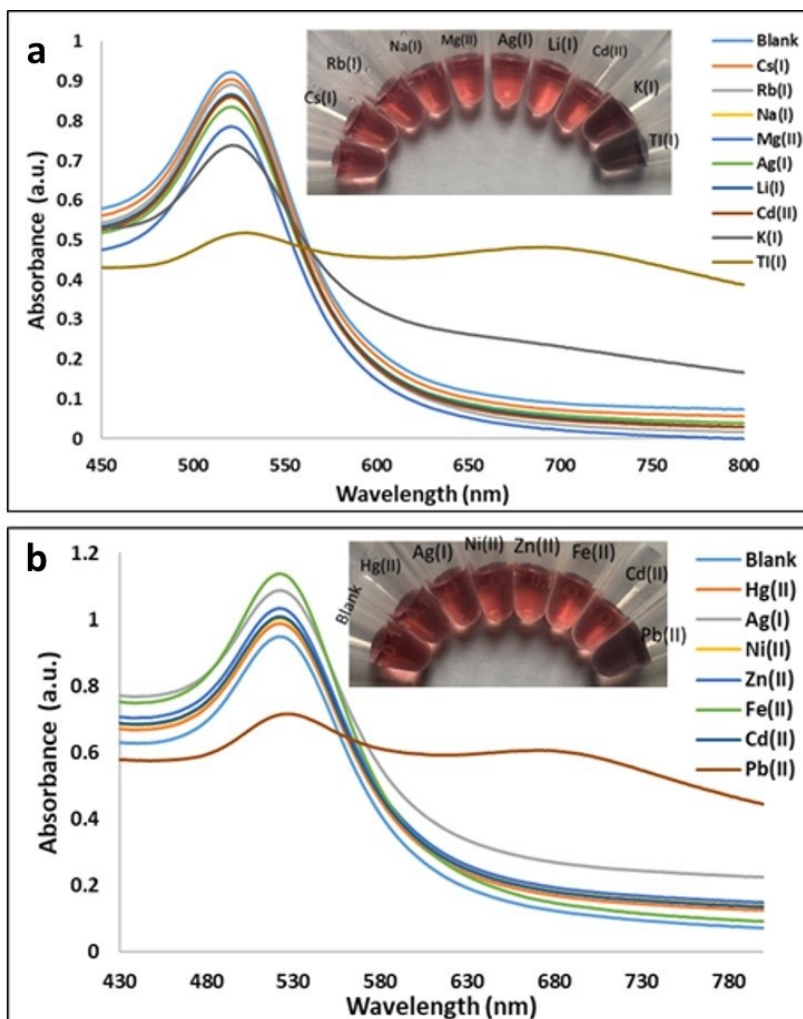 a
1
0.9
0.8
0.7
0.6
0.5
0.4
0.3
0.2
0.1
0
Absorbance (a.u.)
450 500 550 600 650 700 750 800
Wavelength (nm)
Cs(I)
Rb(I)
Na(I)
Mg(II)
Ag(I)
Li(I)
Cd(II)
K(I)
TI(I)
Blank
Cs(I)
Rb(I)
Na(I)
Mg(II)
Ag(I)
Li(I)
Cd(II)
K(I)
TI(I)
b
1.2
1
0.8
0.6
0.4
0.2
0
Absorbance (a.u.)
430 480 530 580 630 680 730 780
Wavelength (nm)
Blank
Hg(II)
Ag(I)
Ni(II)
Zn(II)
Fe(II)
Cd(II)
Pb(II)
Blank
Hg(II)
Ag(I)
Ni(II)
Zn(II)
Fe(II)
Cd(II)
Pb(II)